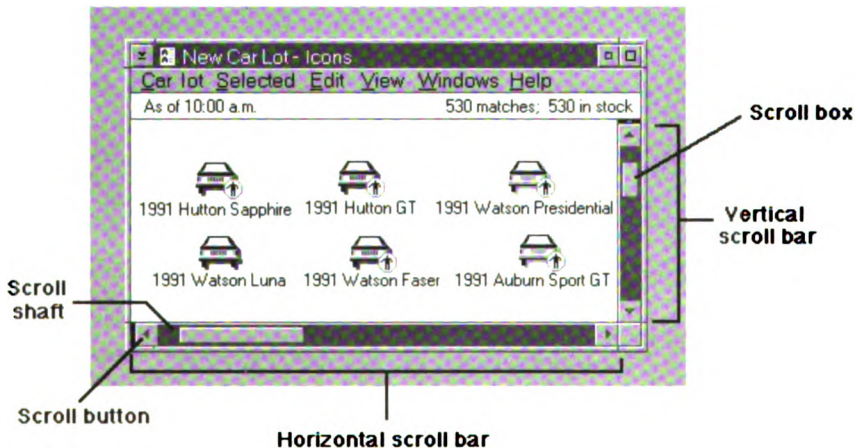 New Car Lot - Icons
Car lot Selected Edit View Windows Help
As of 10:00 a.m. 530 matches; 530 in stock
Scroll box
1991 Hutton Sapphire 1991 Hutton GT 1991 Watson Presidential
Vertical
scroll bar
1991 Watson Luna 1991 Watson Faser 1991 Auburn Sport GT
Scroll
shaft
Scroll button
Horizontal scroll bar